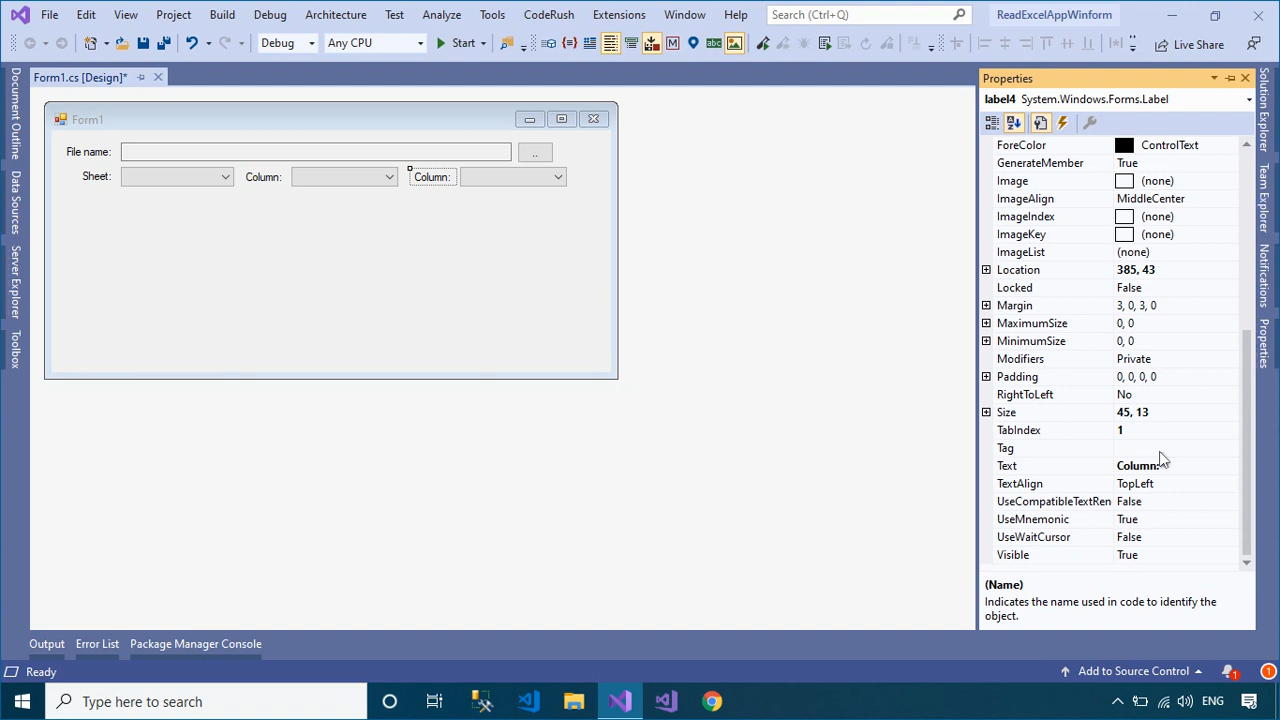 File Edit View Project Build Debug Architecture Test Analyze Tools CodeRush Extensions Window Help Search (Ctrl+Q) ReadExcelAppWinform
Debug Any CPU Start Live Share
Form1.cs [Design]*
Document Outline
Data Sources
Server Explorer
Toolbox
Form1
File name: ..
Sheet: Column: Column:
Properties
label4 System.Windows.Forms.Label
ForeColor ControlText
GenerateMember True
Image (none)
ImageAlign MiddleCenter
ImageIndex (none)
ImageKey (none)
ImageList (none)
Location 385, 43
Locked False
Margin 3, 0, 3, 0
MaximumSize 0, 0
MinimumSize 0, 0
Modifiers Private
Padding 0, 0, 0, 0
RightToLeft No
Size 45, 13
TabIndex 1
Tag
Text Column:
TextAlign TopLeft
UseCompatibleTextRen False
UseMnemonic True
UseWaitCursor False
Visible True
(Name)
Indicates the name used in code to identify the
object.
Solution Explorer
Team Explorer
Notifications
Properties
Output Error List Package Manager Console
Ready Add to Source Control 1
Type here to search ENG